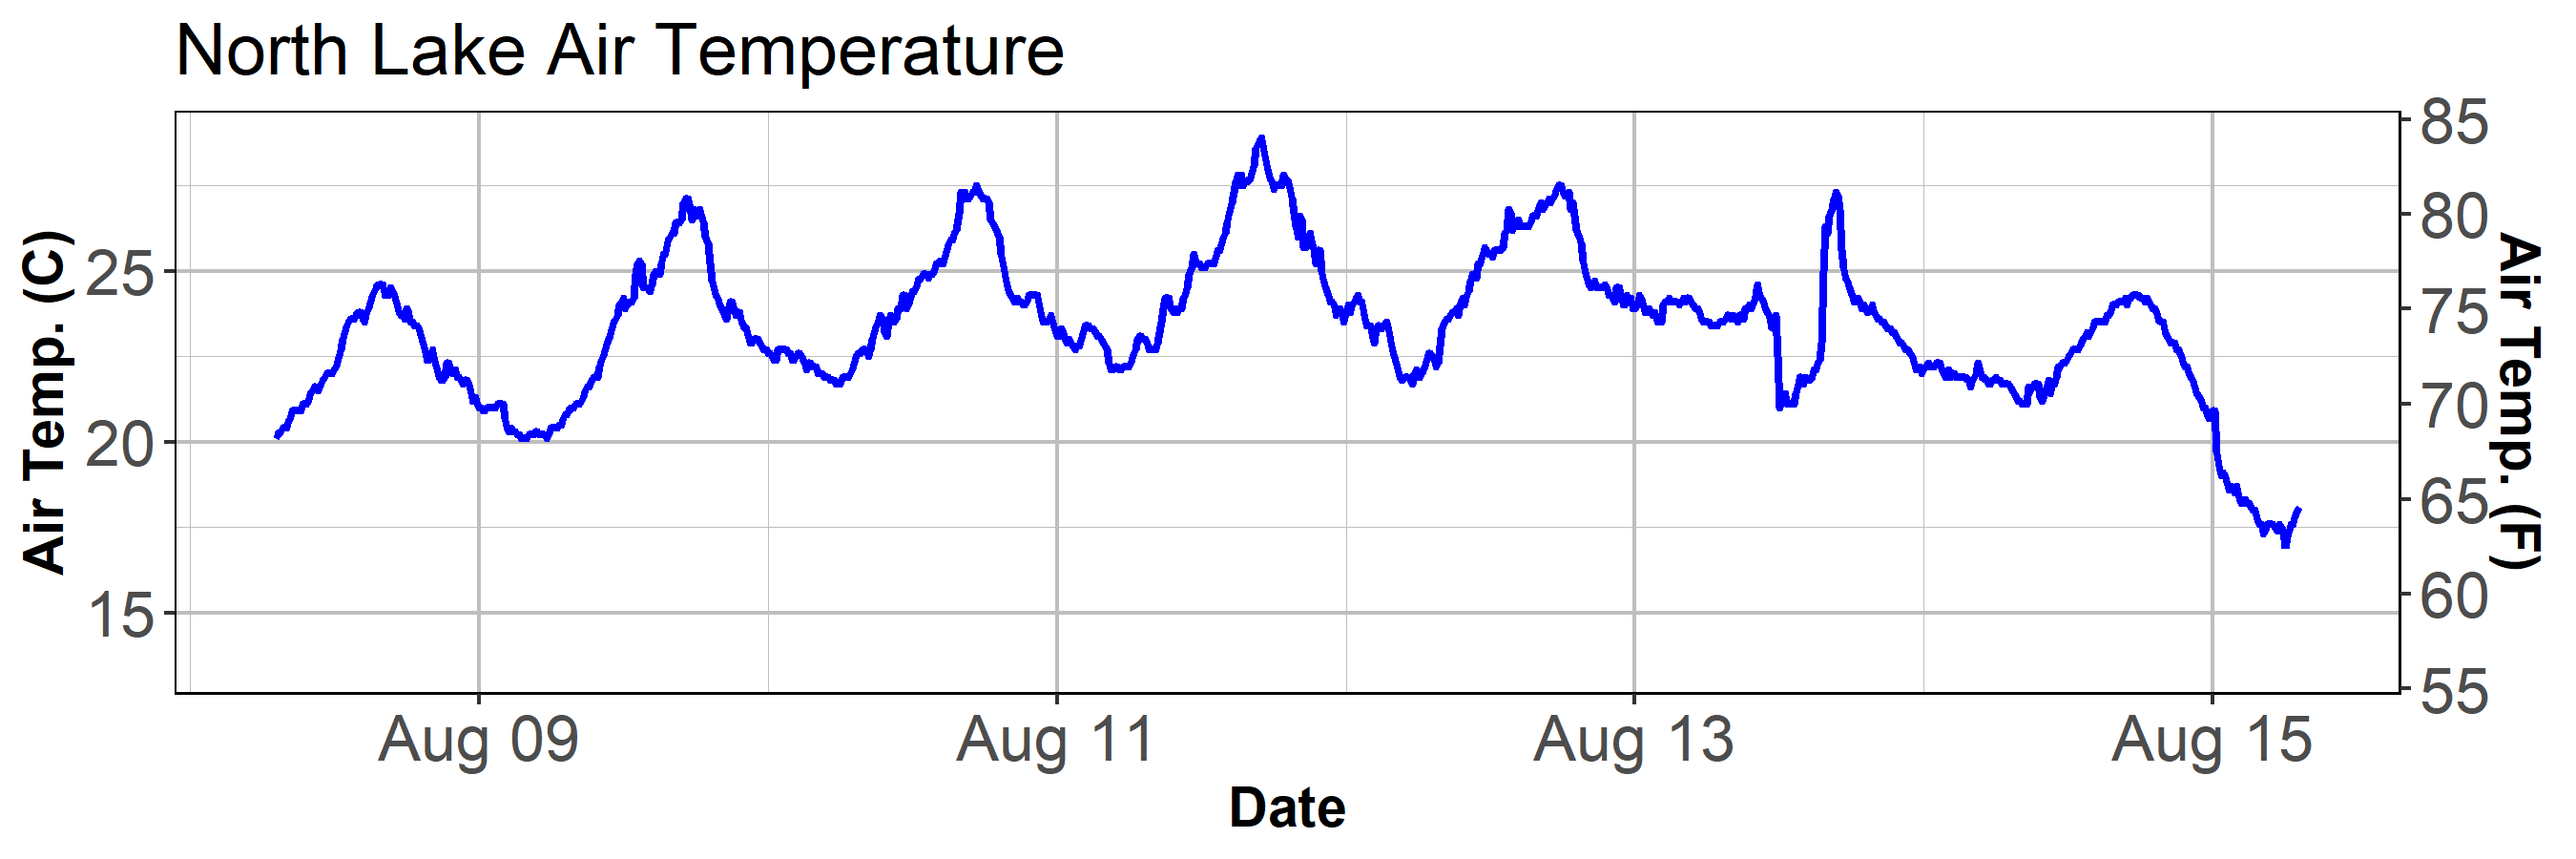 North Lake Air Temperature
Air Temp. (C)
25
20
15
85
80
75
70
65
60
55
Air Temp. (F)
Aug 09
Aug 11
Aug 13
Aug 15
Date